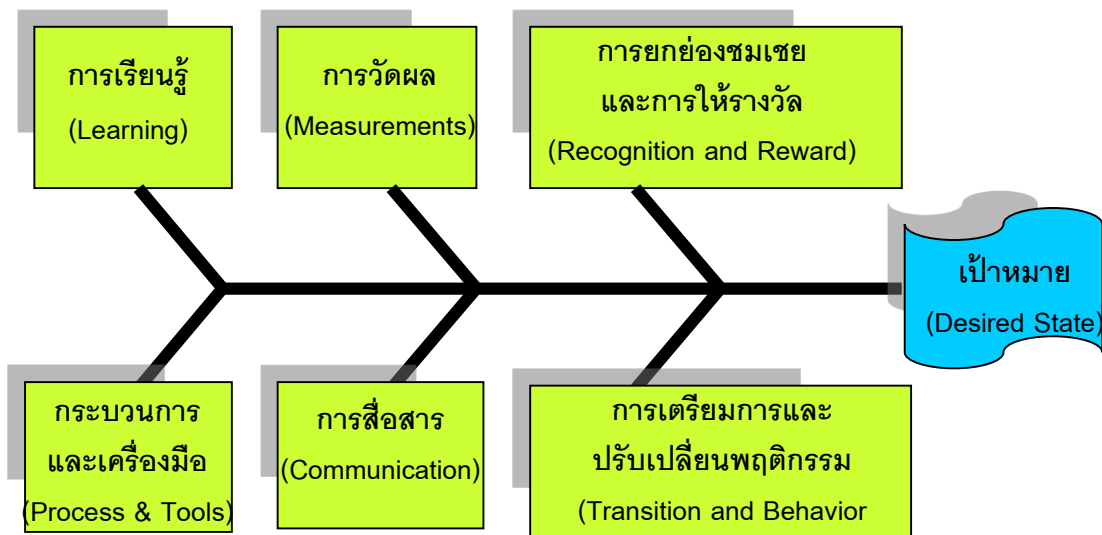 การเรียนรู้
(Learning)
การวัดผล
(Measurements)
การยกย่องชมเชย
และการให้รางวัล
(Recognition and Reward)
เป้าหมาย
(Desired State)
กระบวนการ
และเครื่องมือ
(Process & Tools)
การสื่อสาร
(Communication)
การเตรียมการและ
ปรับเปลี่ยนพฤติกรรม
(Transition and Behavior